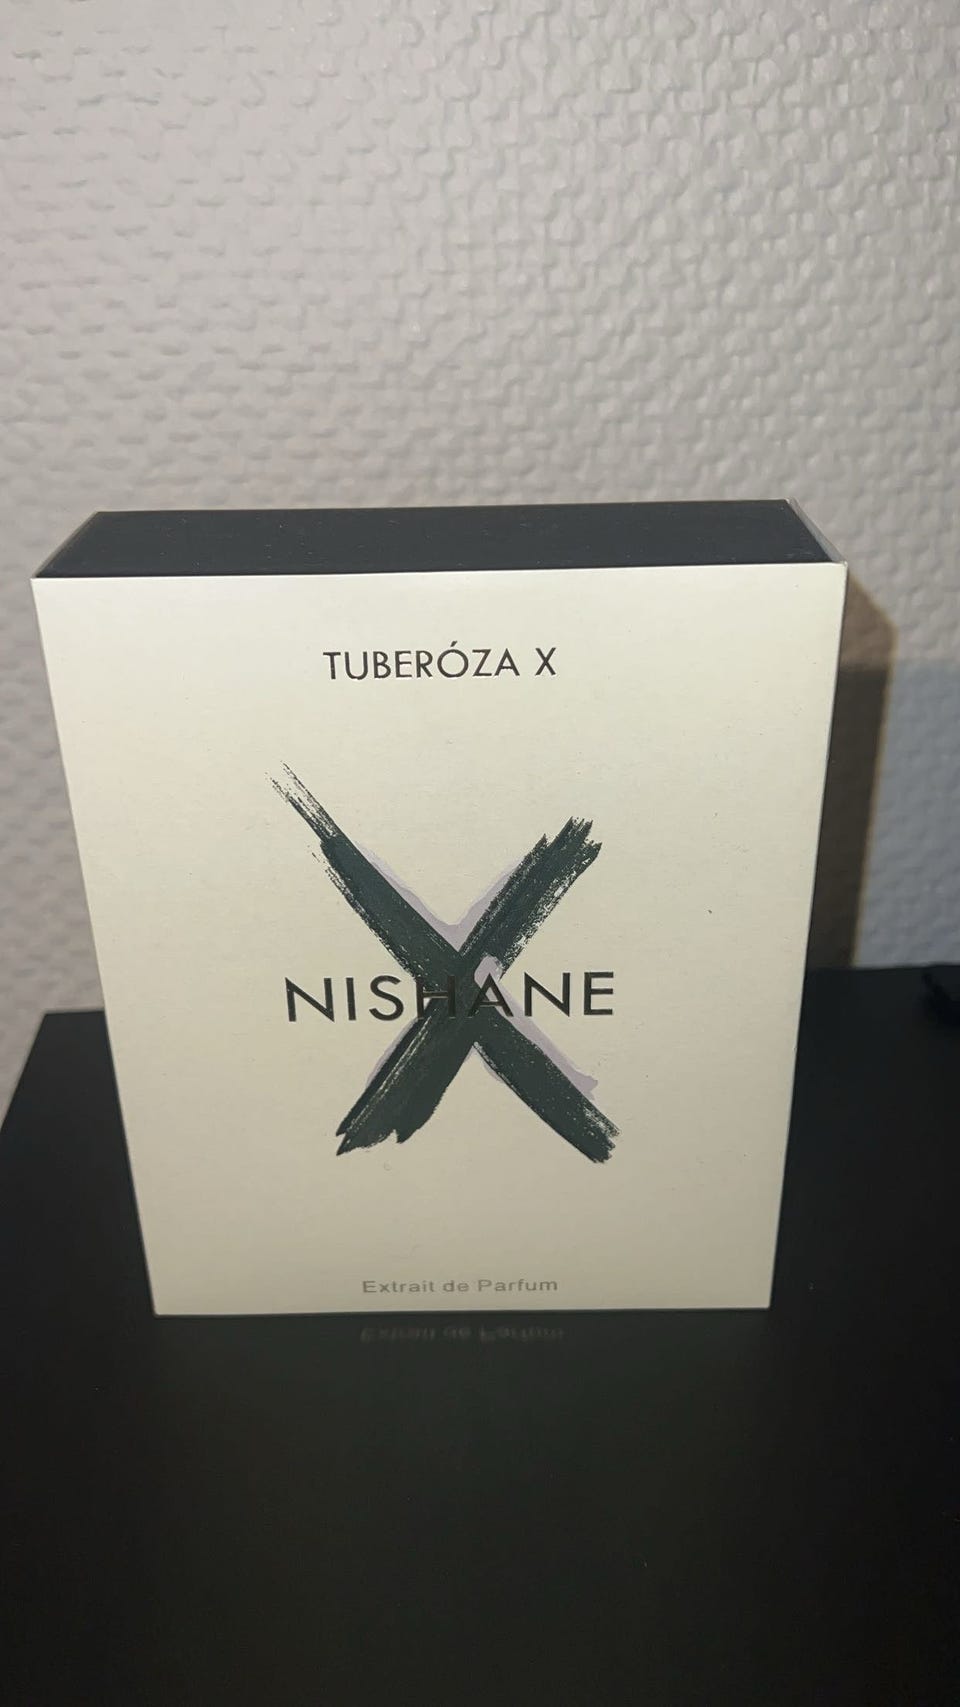 TUBERÓZA X
NISHANE
Extrait de Parfum